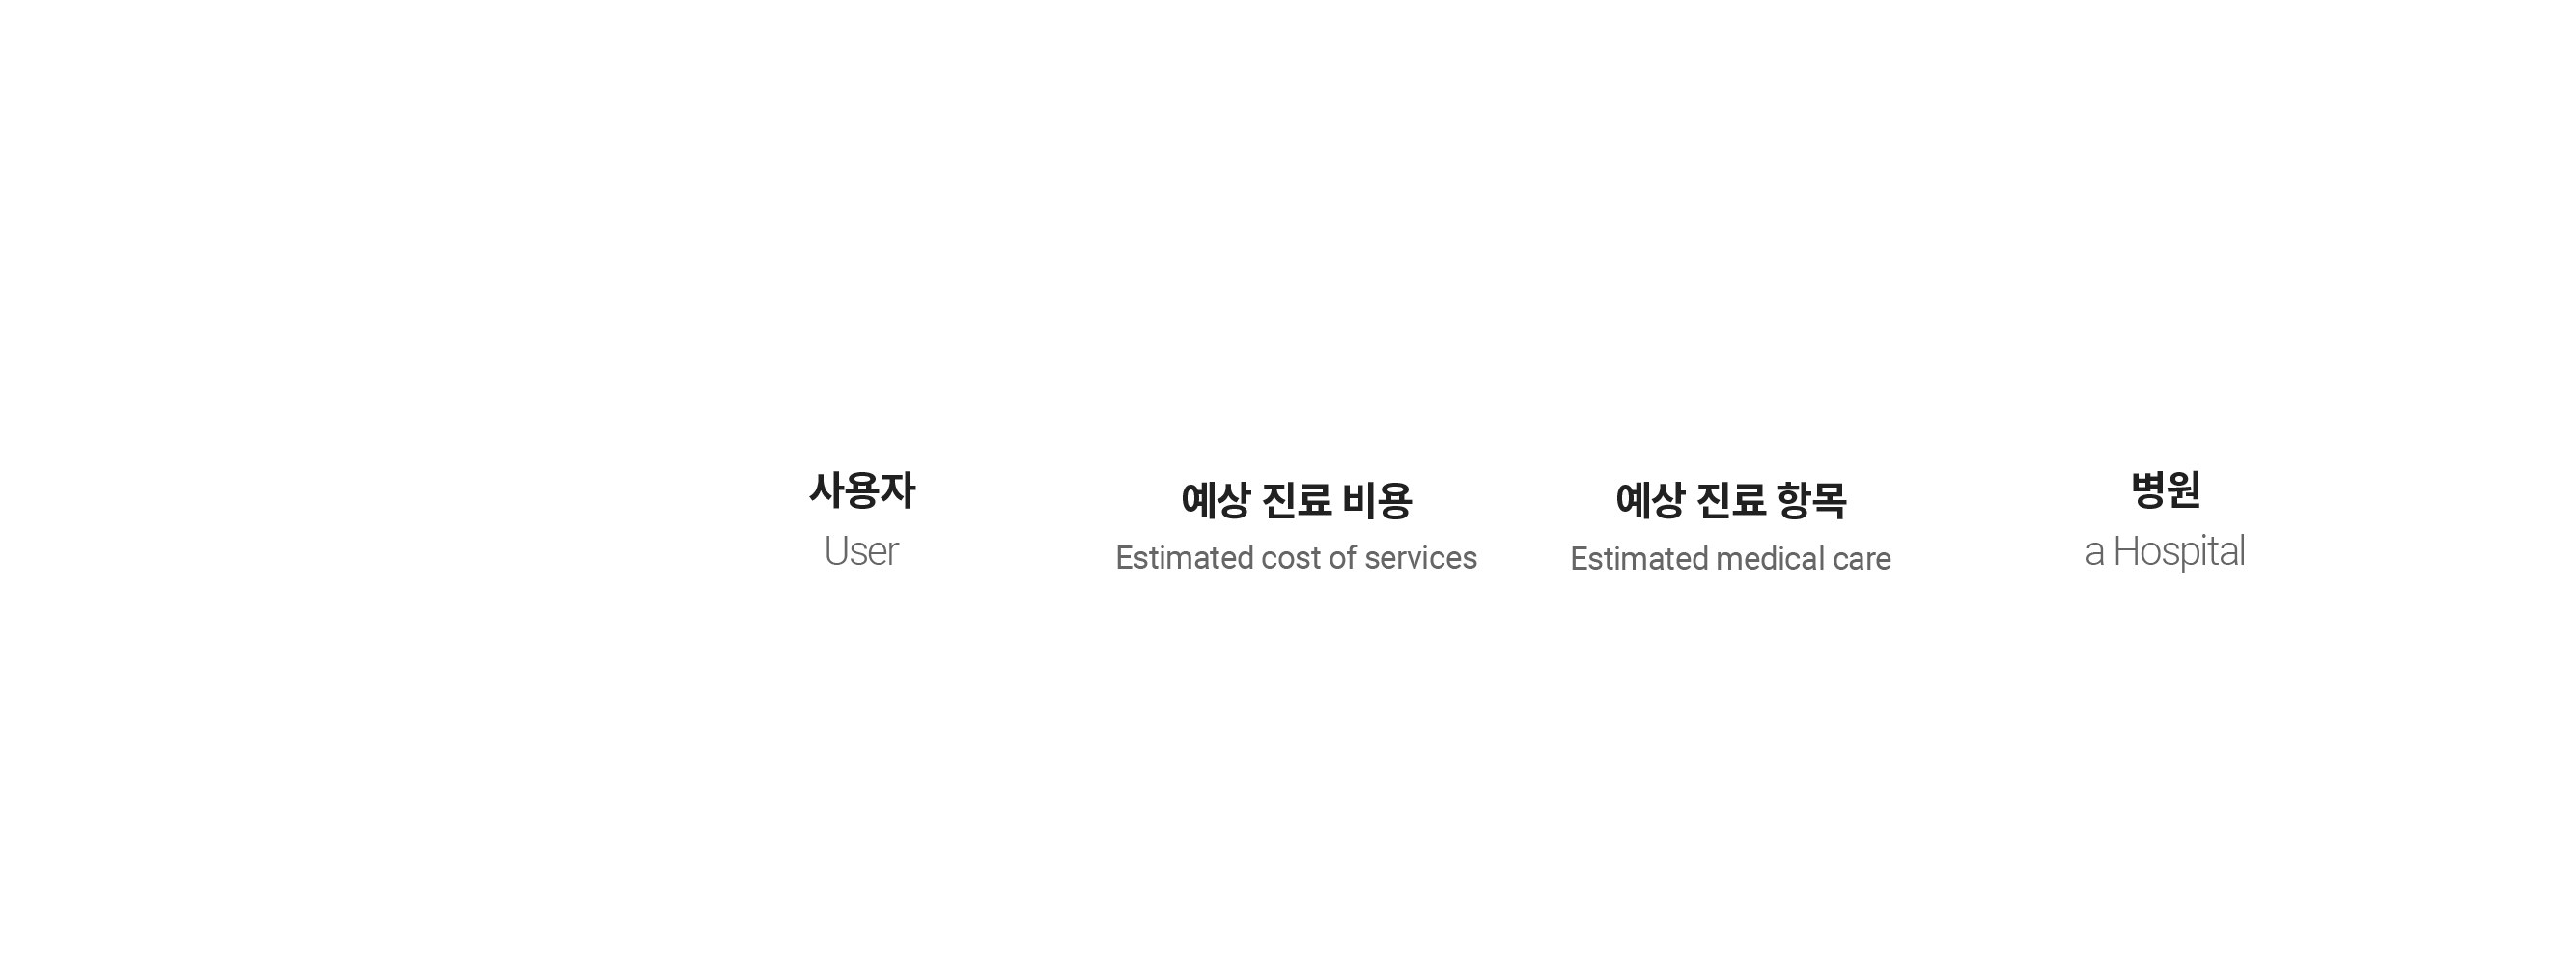 사용자
User
예상 진료 비용
Estimated cost of services
예상 진료 항목
Estimated medical care
병원
a Hospital